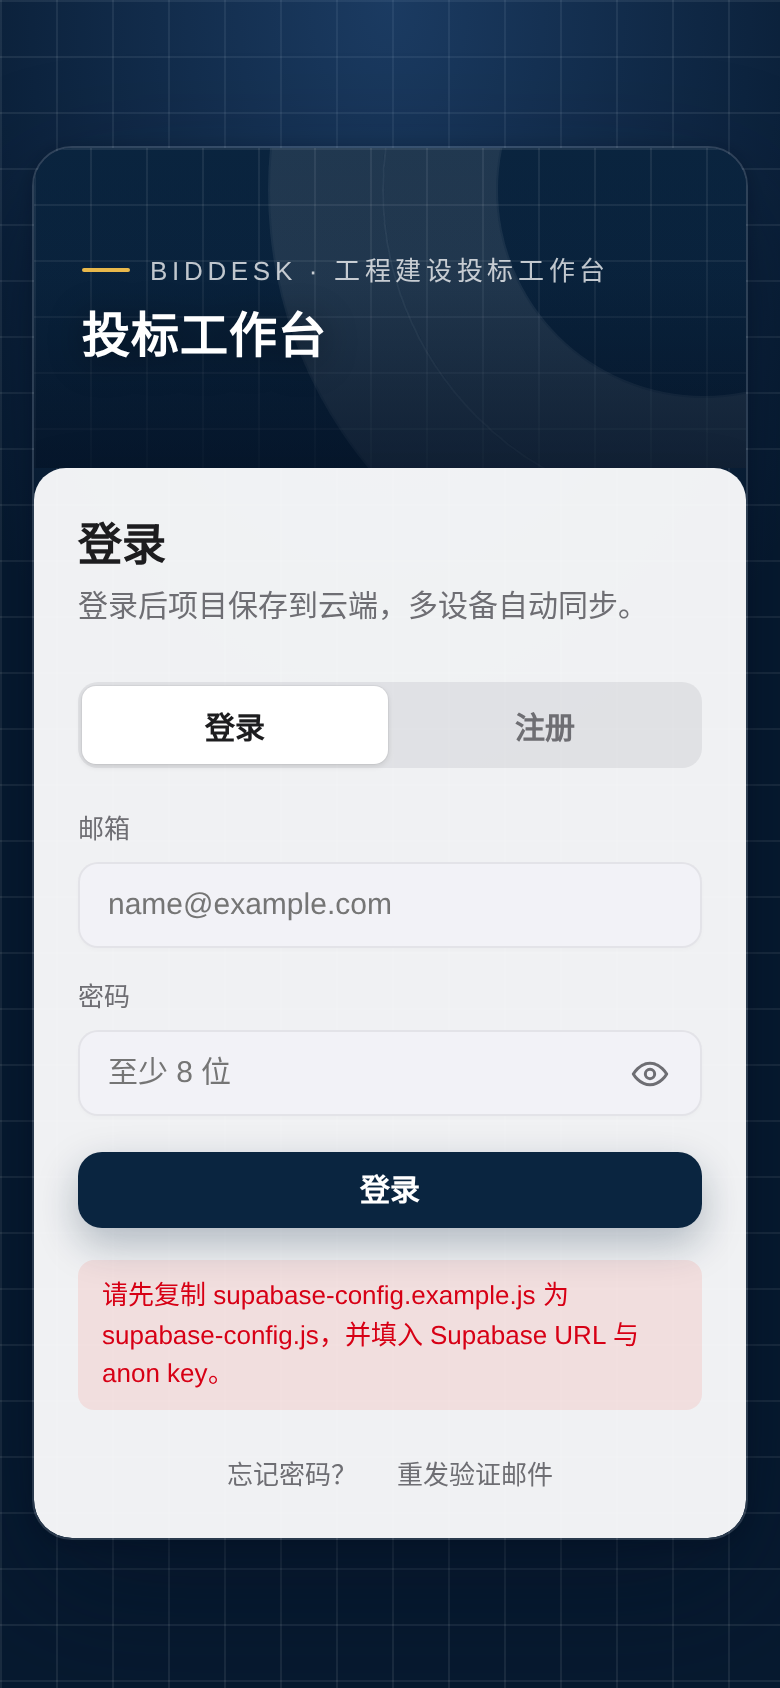 BIDDESK · 工程建设投标工作台
投标工作台
登录
登录后项目保存到云端，多设备自动同步。
登录 注册
邮箱
name@example.com
密码
至少 8 位
登录
请先复制 supabase-config.example.js 为
supabase-config.js，并填入 Supabase URL 与
anon key。
忘记密码？ 重发验证邮件